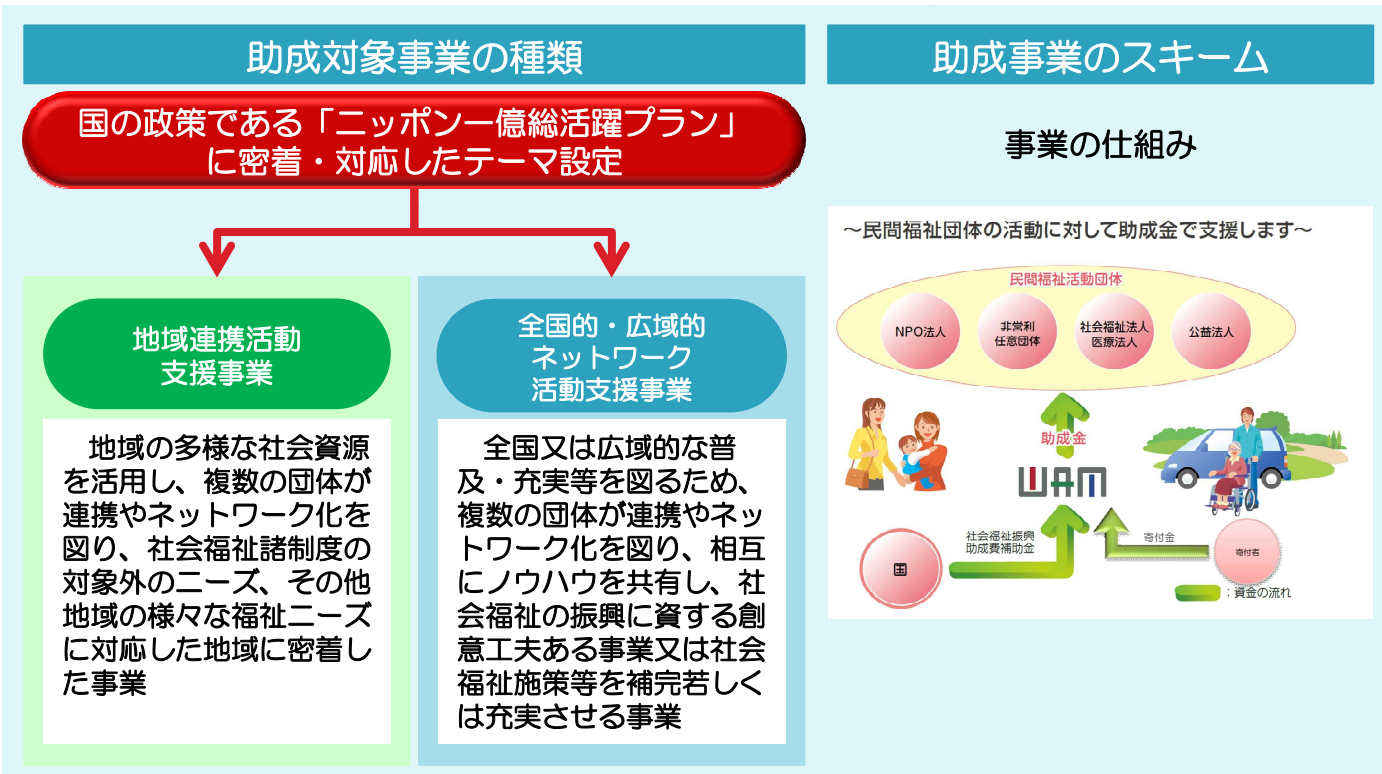 助成対象事業の種類
国の政策である「ニッポン一億総活躍プラン」
に密着・対応したテーマ設定
地域連携活動
支援事業
地域の多様な社会資源
を活用し、複数の団体が
連携やネットワーク化を
図り、社会福祉諸制度の
対象外のニーズ、その他
地域の様々な福祉ニーズ
に対応した地域に密着し
た事業
全国的・広域的
ネットワーク
活動支援事業
全国又は広域的な普
及・充実等を図るため、
複数の団体が連携やネッ
トワーク化を図り、相互
にノウハウを共有し、社
会福祉の振興に資する創
意工夫ある事業又は社会
福祉施策等を補完若しく
は充実させる事業
助成事業のスキーム
事業の仕組み
～民間福祉団体の活動に対して助成金で支援します～
民間福祉活動団体
NPO法人
非営利
任意団体
社会福祉法人
医療法人
公益法人
助成金
WAM
社会福祉振興
助成費補助金
寄付金
国
寄付者
：資金の流れ